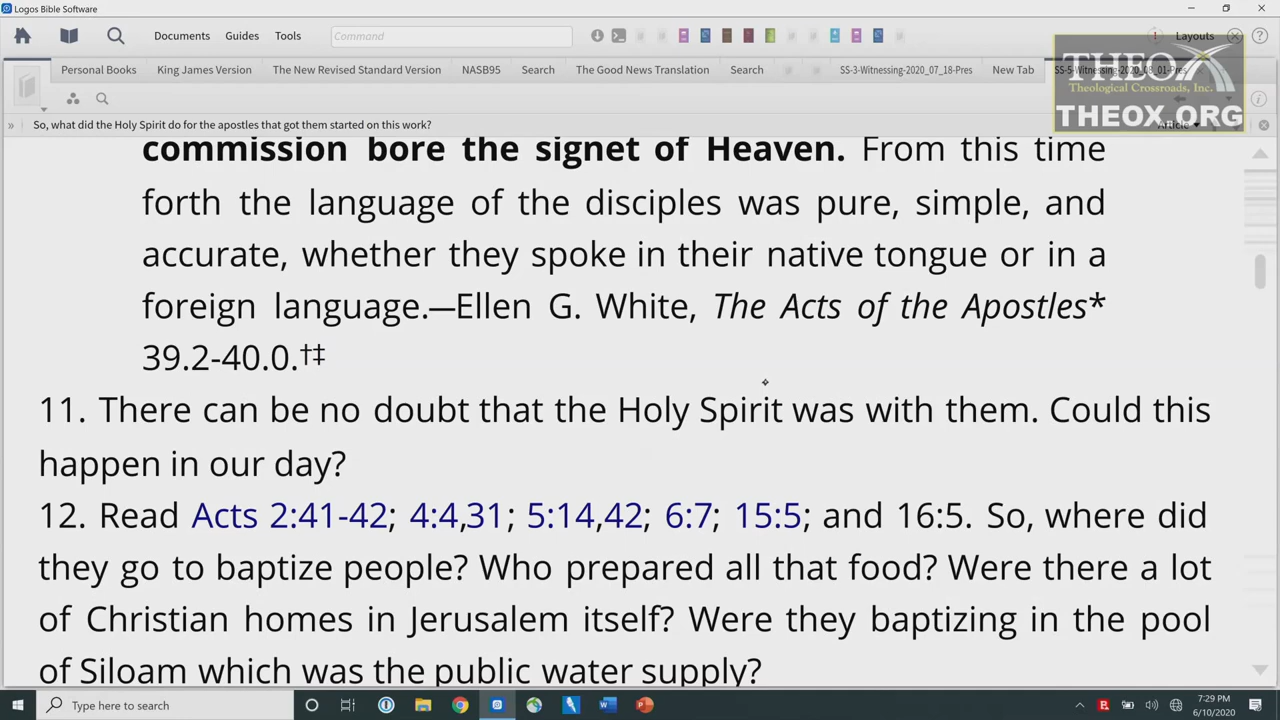 Logos Bible Software
Documents Guides Tools Command Layouts
Personal Books King James Version The New Revised Search The Good News Translation Search SS-3-Witnessing-2020_07_18-Pres New Tab SS-5-Witnessing-2020_08_01-Pres
THEO
Theological Crossroads, Inc.
THEOX.ORG
So, what did the Holy Spirit do for the apostles that got them started on this work? Article
commission bore the signet of Heaven. From this time
forth the language of the disciples was pure, simple, and
accurate, whether they spoke in their native tongue or in a
foreign language.—Ellen G. White, The Acts of the Apostles*
39.2-40.0.†‡
11. There can be no doubt that the Holy Spirit was with them. Could this
happen in our day?
12. Read Acts 2:41-42; 4:4,31; 5:14,42; 6:7; 15:5; and 16:5. So, where did
they go to baptize people? Who prepared all that food? Were there a lot
of Christian homes in Jerusalem itself? Were they baptizing in the pool
of Siloam which was the public water supply?
Type here to search
7:29 PM
6/10/2020